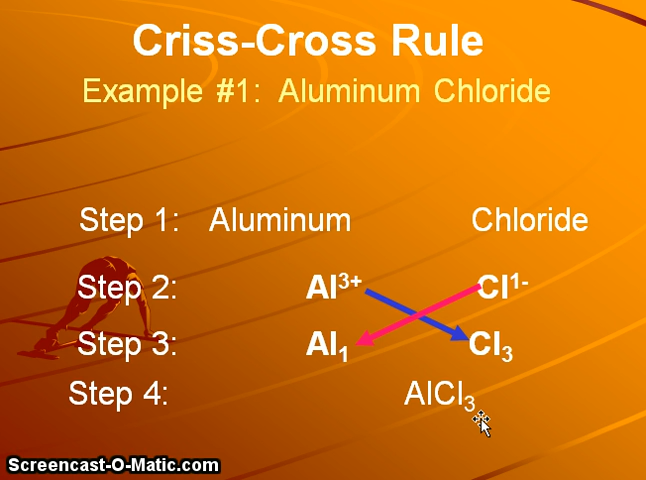 Criss-Cross Rule
Example #1: Aluminum Chloride
Step 1: Aluminum Chloride
Step 2: Al³⁺ Cl¹⁻
Step 3: Al₁ Cl₃
Step 4: AlCl₃
Screencast-O-Matic.com